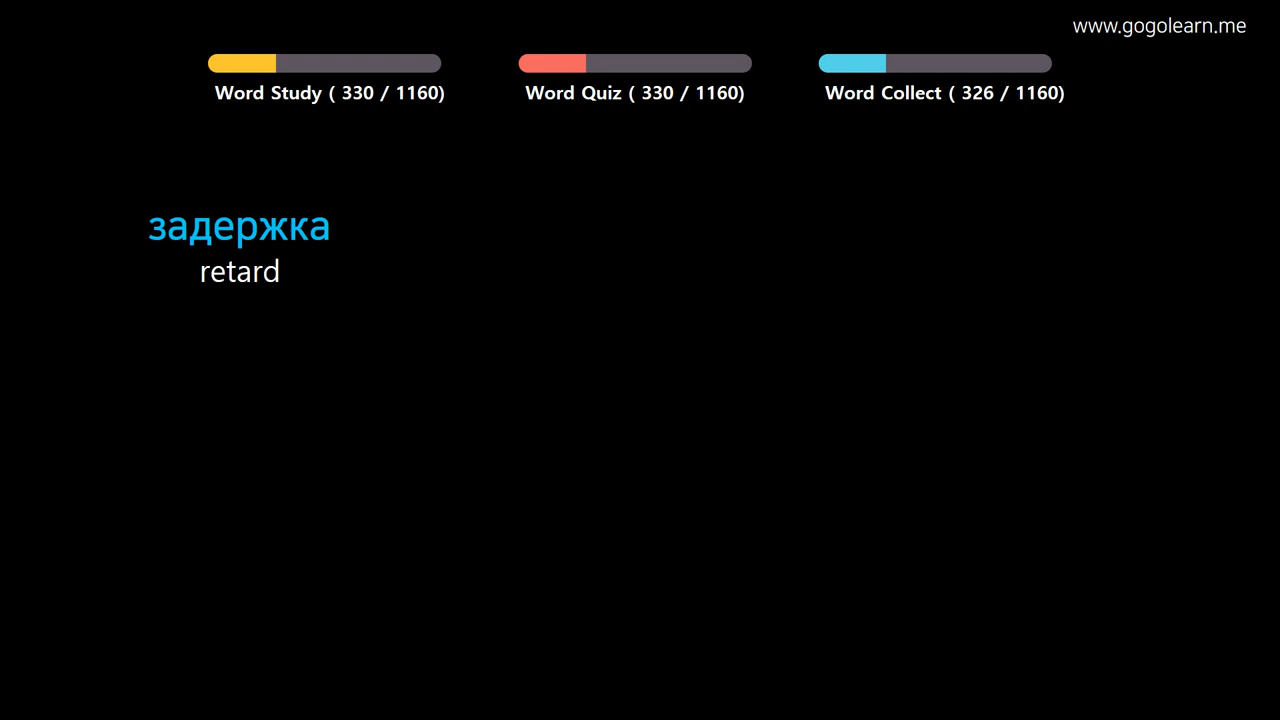 www.gogolearn.me
Word Study ( 330 / 1160)
Word Quiz ( 330 / 1160)
Word Collect ( 326 / 1160)
задержка
retard